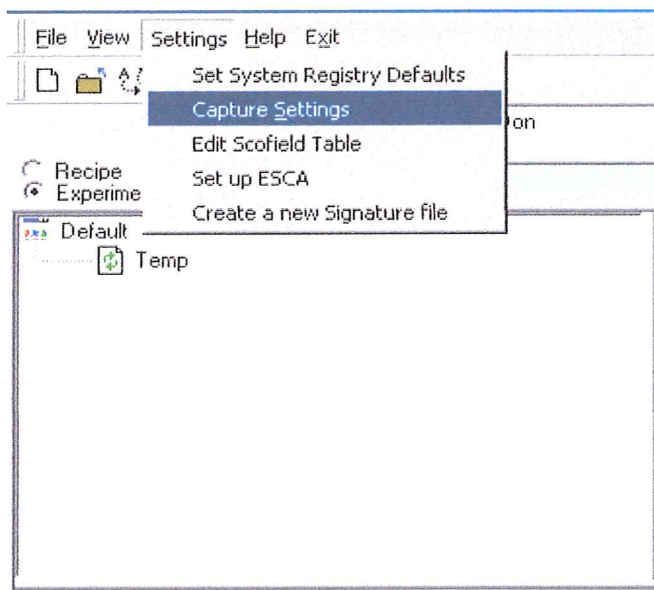 File View Settings Help Exit
Set System Registry Defaults
Capture Settings
on
Edit Scofield Table
Recipe
Set up ESCA
Experime
Create a new Signature file
Default
Temp